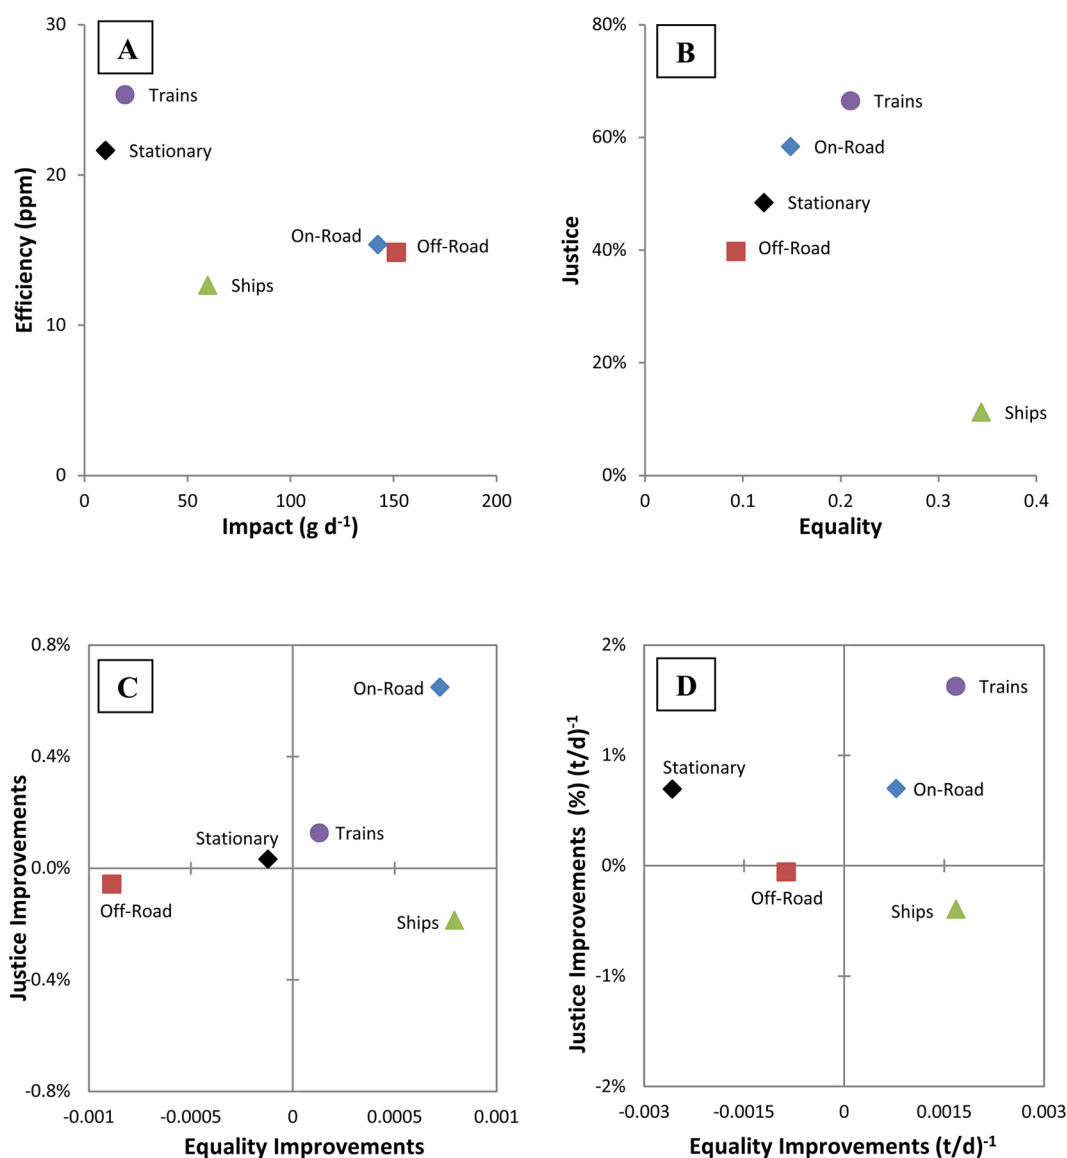 A
30
20
10
0
Efficiency (ppm)
Trains
Stationary
On-Road
Off-Road
Ships
0 50 100 150 200
Impact (g d-1)
B
80%
60%
40%
20%
0%
Justice
Trains
On-Road
Stationary
Off-Road
Ships
0 0.1 0.2 0.3 0.4
Equality
C
0.8%
0.4%
0.0%
-0.4%
-0.8%
Justice Improvements
On-Road
Stationary
Trains
Off-Road
Ships
-0.001 -0.0005 0 0.0005 0.001
Equality Improvements
D
2%
1%
0%
-1%
-2%
Justice Improvements (%) (t/d)-1
Trains
Stationary
On-Road
Off-Road
Ships
-0.003 -0.0015 0 0.0015 0.003
Equality Improvements (t/d)-1